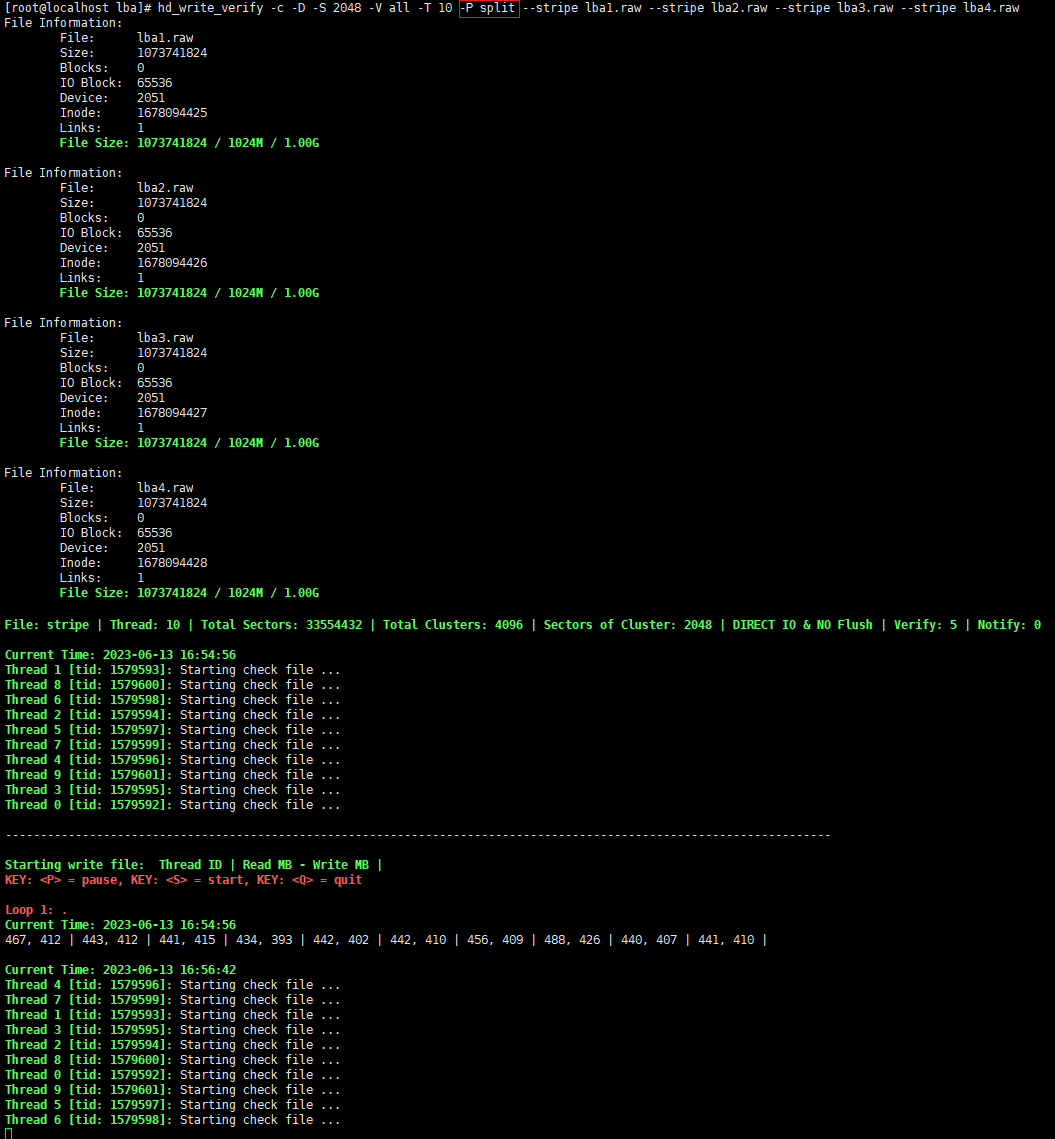 [root@localhost lba]# hd_write_verify -c -D -S 2048 -V all -T 10 -P split --stripe lba1.raw --stripe lba2.raw --stripe lba3.raw --stripe lba4.raw
File Information:
File: lba1.raw
Size: 1073741824
Blocks: 0
IO Block: 65536
Device: 2051
Inode: 1678094425
Links: 1
File Size: 1073741824 / 1024M / 1.00G
File Information:
File: lba2.raw
Size: 1073741824
Blocks: 0
IO Block: 65536
Device: 2051
Inode: 1678094426
Links: 1
File Size: 1073741824 / 1024M / 1.00G
File Information:
File: lba3.raw
Size: 1073741824
Blocks: 0
IO Block: 65536
Device: 2051
Inode: 1678094427
Links: 1
File Size: 1073741824 / 1024M / 1.00G
File Information:
File: lba4.raw
Size: 1073741824
Blocks: 0
IO Block: 65536
Device: 2051
Inode: 1678094428
Links: 1
File Size: 1073741824 / 1024M / 1.00G
File: stripe | Thread: 10 | Total Sectors: 33554432 | Total Clusters: 4096 | Sectors of Cluster: 2048 | DIRECT IO & NO Flush | Verify: 5 | Notify: 0
Current Time: 2023-06-13 16:54:56
Thread 1 [tid: 1579593]: Starting check file ...
Thread 8 [tid: 1579600]: Starting check file ...
Thread 6 [tid: 1579598]: Starting check file ...
Thread 2 [tid: 1579594]: Starting check file ...
Thread 5 [tid: 1579597]: Starting check file ...
Thread 7 [tid: 1579599]: Starting check file ...
Thread 4 [tid: 1579596]: Starting check file ...
Thread 9 [tid: 1579601]: Starting check file ...
Thread 3 [tid: 1579595]: Starting check file ...
Thread 0 [tid: 1579592]: Starting check file ...
----------------------------------------------------------------------------------------------------------------------
Starting write file: Thread ID | Read MB - Write MB |
KEY: <P> = pause, KEY: <S> = start, KEY: <Q> = quit
Loop 1: .
Current Time: 2023-06-13 16:54:56
467, 412 | 443, 412 | 441, 415 | 434, 393 | 442, 402 | 442, 410 | 456, 409 | 488, 426 | 440, 407 | 441, 410 |
Current Time: 2023-06-13 16:56:42
Thread 4 [tid: 1579596]: Starting check file ...
Thread 7 [tid: 1579599]: Starting check file ...
Thread 1 [tid: 1579593]: Starting check file ...
Thread 3 [tid: 1579595]: Starting check file ...
Thread 2 [tid: 1579594]: Starting check file ...
Thread 8 [tid: 1579600]: Starting check file ...
Thread 0 [tid: 1579592]: Starting check file ...
Thread 9 [tid: 1579601]: Starting check file ...
Thread 5 [tid: 1579597]: Starting check file ...
Thread 6 [tid: 1579598]: Starting check file ...